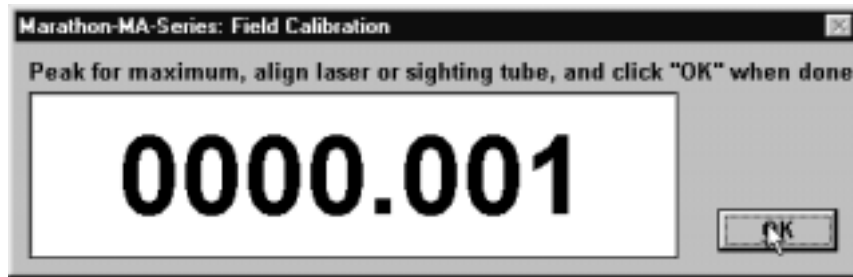 Marathon-MA-Series: Field Calibration
Peak for maximum, align laser or sighting tube, and click "OK" when done
0000.001
OK